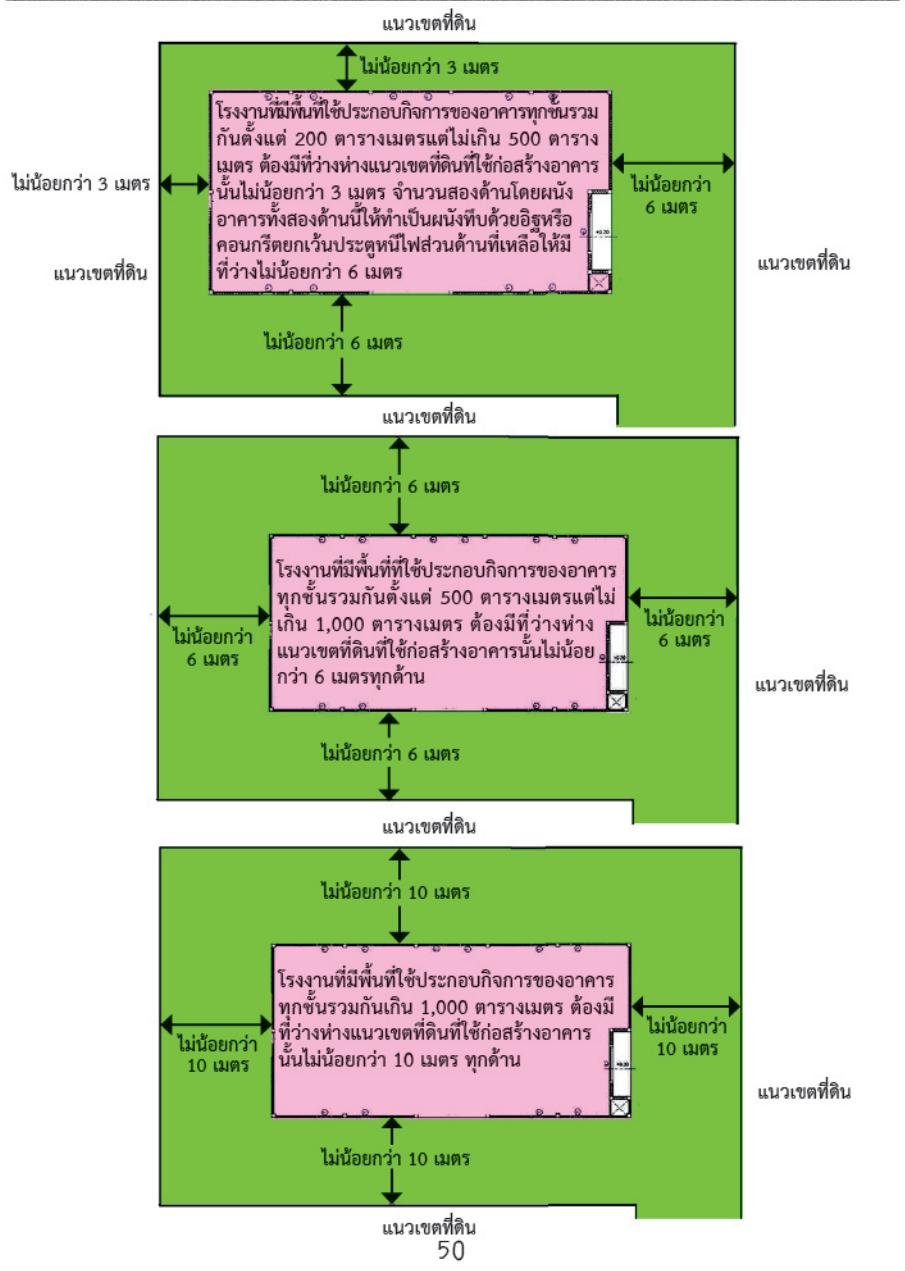 แนวเขตที่ดิน
ไม่น้อยกว่า 3 เมตร
โรงงานที่มีพื้นที่ใช้ประกอบกิจการของอาคารทุกชั้นรวม
กันตั้งแต่ 200 ตารางเมตรแต่ไม่เกิน 500 ตาราง
เมตร ต้องมีที่ว่างห่างแนวเขตที่ดินที่ใช้ก่อสร้างอาคาร
นั้นไม่น้อยกว่า 3 เมตร จำนวนสองด้านโดยผนัง
อาคารทั้งสองด้านนี้ให้ทำเป็นผนังทึบด้วยอิฐหรือ
คอนกรีตยกเว้นประตูหนีไฟส่วนด้านที่เหลือให้มี
ที่ว่างไม่น้อยกว่า 6 เมตร
ไม่น้อยกว่า 3 เมตร
ไม่น้อยกว่า
6 เมตร
แนวเขตที่ดิน
แนวเขตที่ดิน
ไม่น้อยกว่า 6 เมตร
แนวเขตที่ดิน
ไม่น้อยกว่า 6 เมตร
โรงงานที่มีพื้นที่ที่ใช้ประกอบกิจการของอาคาร
ทุกชั้นรวมกันตั้งแต่ 500 ตารางเมตรแต่ไม่
เกิน 1,000 ตารางเมตร ต้องมีที่ว่างห่าง
แนวเขตที่ดินที่ใช้ก่อสร้างอาคารนั้นไม่น้อย
กว่า 6 เมตรทุกด้าน
ไม่น้อยกว่า
6 เมตร
ไม่น้อยกว่า
6 เมตร
แนวเขตที่ดิน
ไม่น้อยกว่า 6 เมตร
แนวเขตที่ดิน
ไม่น้อยกว่า 10 เมตร
โรงงานที่มีพื้นที่ใช้ประกอบกิจการของอาคาร
ทุกชั้นรวมกันเกิน 1,000 ตารางเมตร ต้องมี
ที่ว่างห่างแนวเขตที่ดินที่ใช้ก่อสร้างอาคาร
นั้นไม่น้อยกว่า 10 เมตร ทุกด้าน
ไม่น้อยกว่า
10 เมตร
ไม่น้อยกว่า
10 เมตร
แนวเขตที่ดิน
ไม่น้อยกว่า 10 เมตร
แนวเขตที่ดิน
50